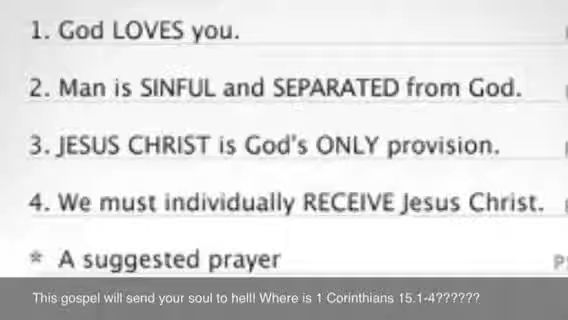 1. God LOVES you.
2. Man is SINFUL and SEPARATED from God.
3. JESUS CHRIST is God's ONLY provision.
4. We must individually RECEIVE Jesus Christ.
* A suggested prayer
This gospel will send your soul to hell! Where is 1 Corinthians 15.1-4??????